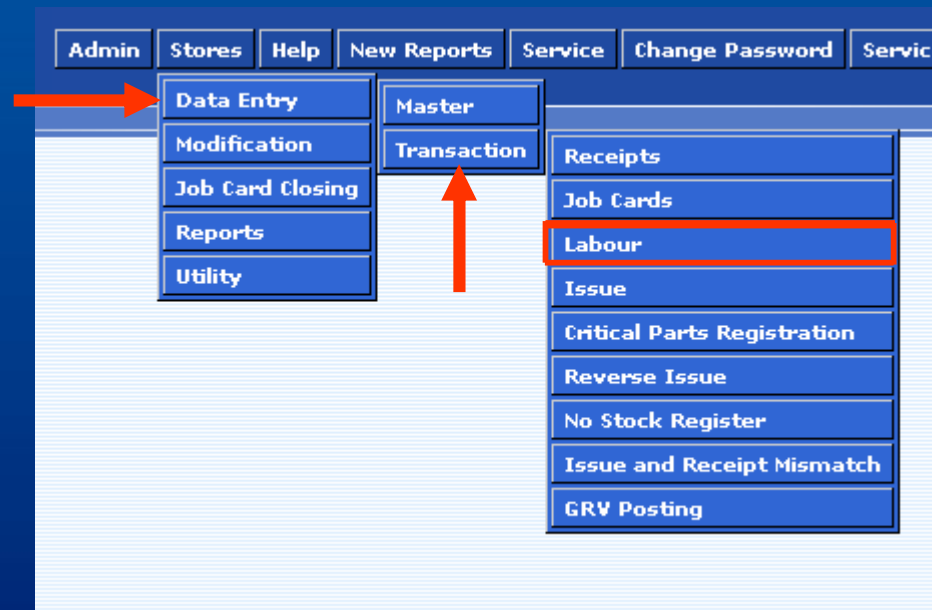 Admin Stores Help New Reports Service Change Password Servic
Data Entry
Modification
Job Card Closing
Reports
Utility
Master
Transaction
Receipts
Job Cards
Labour
Issue
Critical Parts Registration
Reverse Issue
No Stock Register
Issue and Receipt Mismatch
GRV Posting